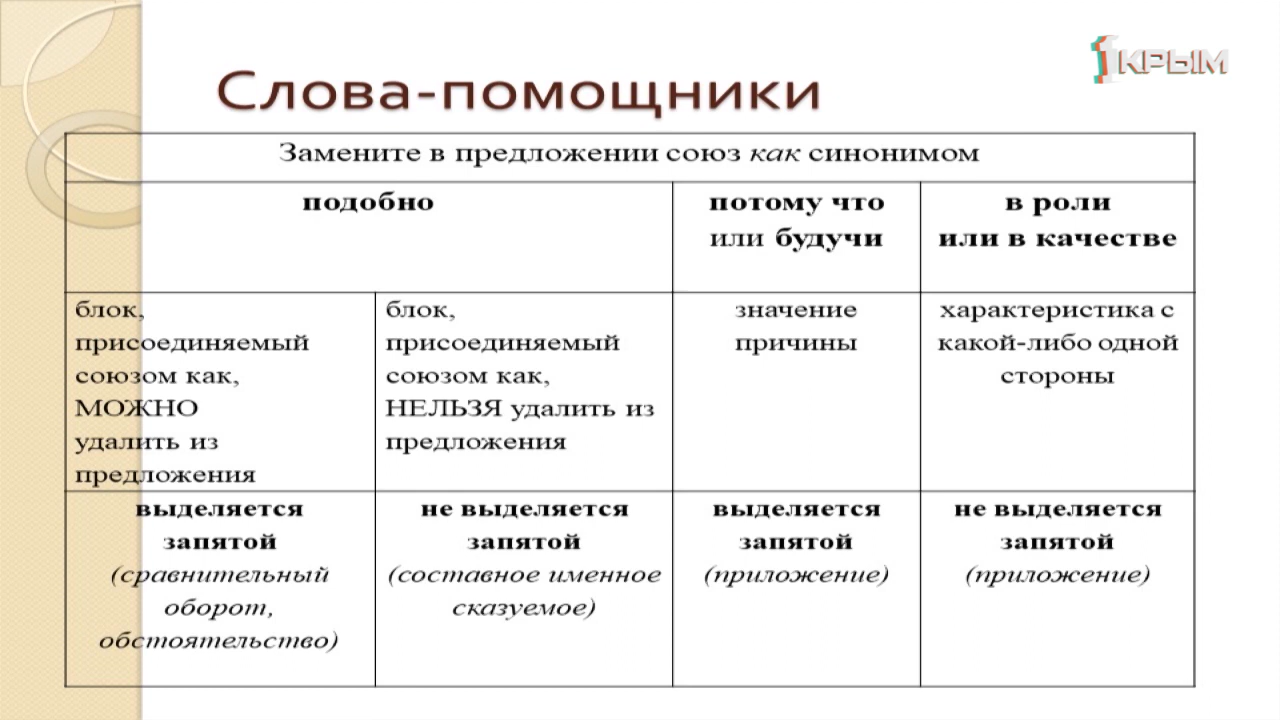 1КРЫМ
Слова-помощники
Замените в предложении союз как синонимом
подобно
потому что
или будучи
в роли
или в качестве
блок,
присоединяемый
союзом как,
МОЖНО
удалить из
предложения
блок,
присоединяемый
союзом как,
НЕЛЬЗЯ удалить из
предложения
значение
причины
характеристика с
какой-либо одной
стороны
выделяется
запятой
(сравнительный
оборот,
обстоятельство)
не выделяется
запятой
(составное именное
сказуемое)
выделяется
запятой
(приложение)
не выделяется
запятой
(приложение)